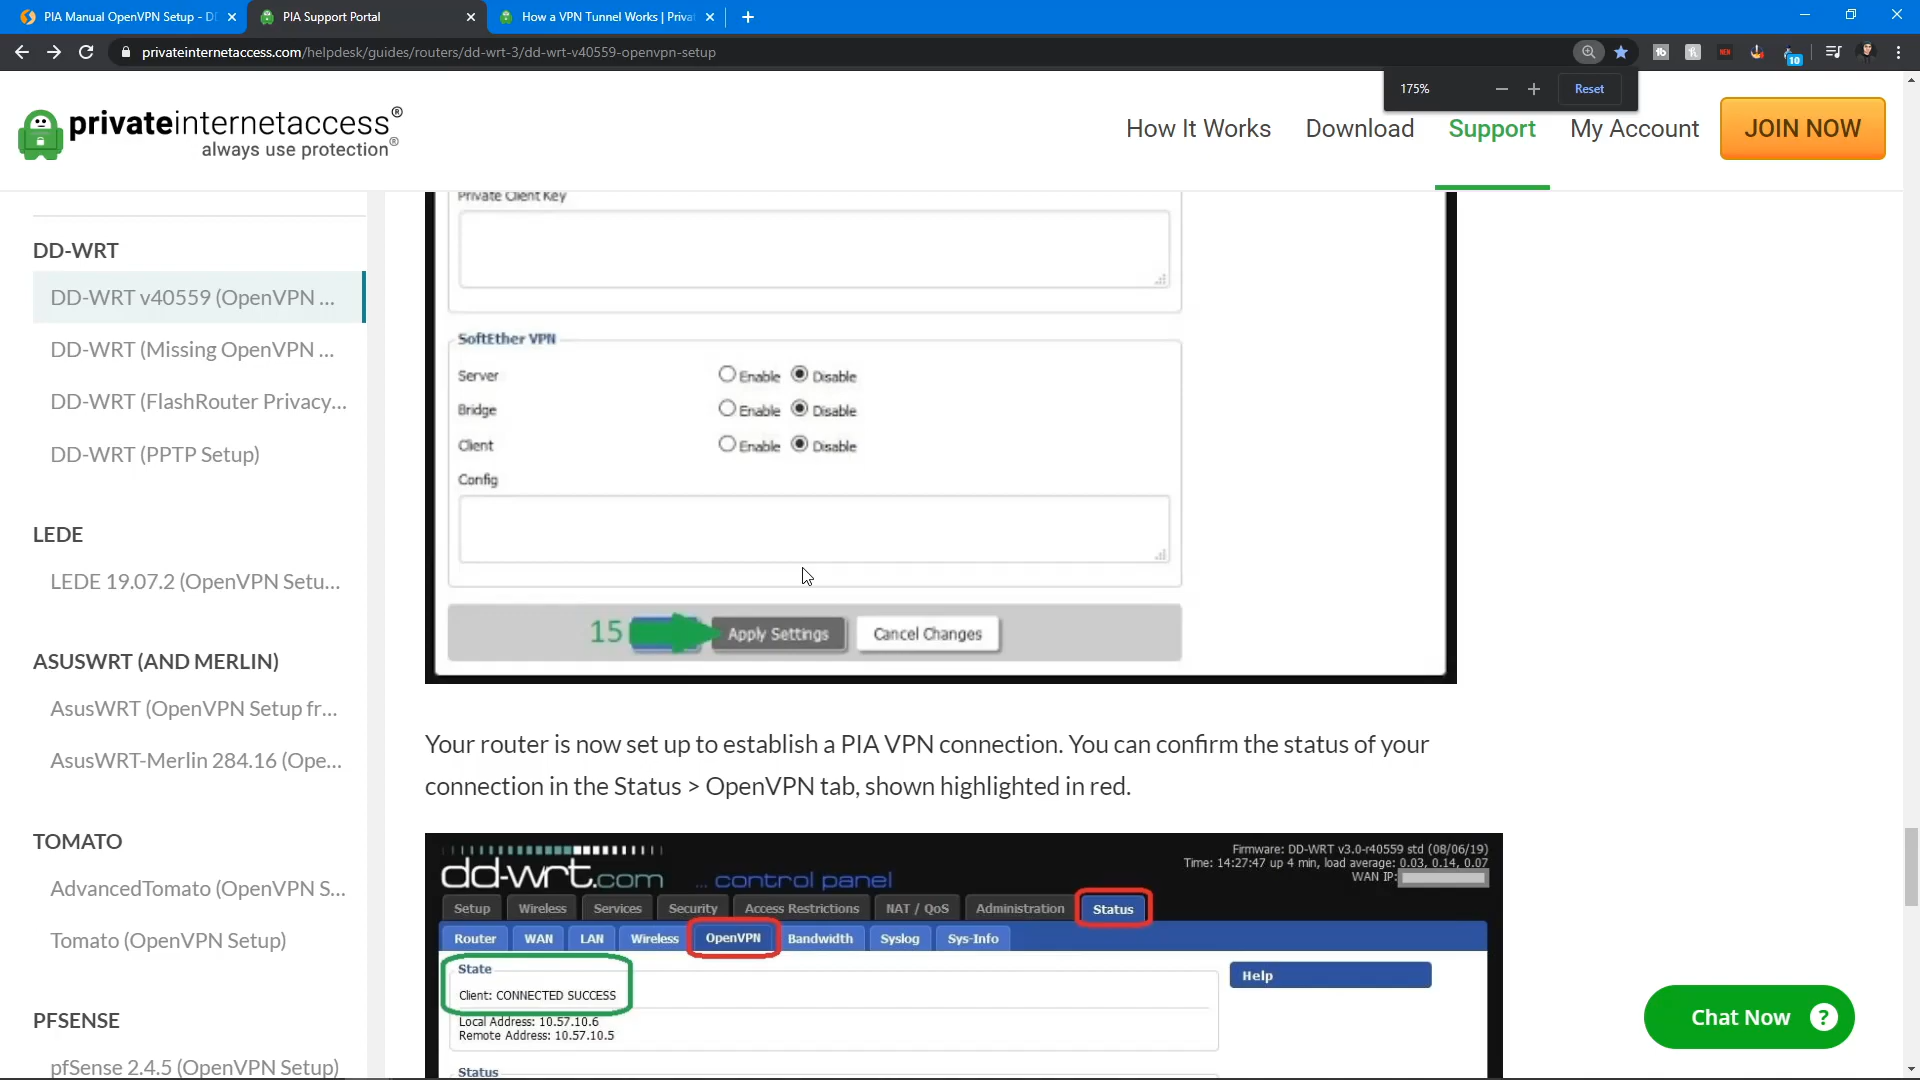 PIA Manual OpenVPN Setup - DD
PIA Support Portal
How a VPN Tunnel Works | Privat
privateinternetaccess.com/helpdesk/guides/routers/dd-wrt-3/dd-wrt-v40559-openvpn-setup
10
175%
Reset
privateinternetaccess®
always use protection®
How It Works
Download
Support
My Account
JOIN NOW
DD-WRT
DD-WRT v40559 (OpenVPN ...
DD-WRT (Missing OpenVPN ...
DD-WRT (FlashRouter Privacy...
DD-WRT (PPTP Setup)
LEDE
LEDE 19.07.2 (OpenVPN Setu...
ASUSWRT (AND MERLIN)
AsusWRT (OpenVPN Setup fr...
AsusWRT-Merlin 284.16 (Ope...
TOMATO
AdvancedTomato (OpenVPN S...
Tomato (OpenVPN Setup)
PFSENSE
pfSense 2.4.5 (OpenVPN Setup)
Private Client Key
SoftEther VPN
Server Enable Disable
Bridge Enable Disable
Client Enable Disable
Config
15 Apply Settings Cancel Changes
Your router is now set up to establish a PIA VPN connection. You can confirm the status of your
connection in the Status > OpenVPN tab, shown highlighted in red.
dd-wrt.com ... control panel
Firmware: DD-WRT v3.0-r40559 std (08/06/19)
Time: 14:27:47 up 4 min, load average: 0.03, 0.14, 0.07
WAN IP:
Setup Wireless Services Security Access Restrictions NAT / QoS Administration Status
Router WAN LAN Wireless OpenVPN Bandwidth Syslog Sys-Info
State
Client: CONNECTED SUCCESS
Local Address: 10.57.10.6
Remote Address: 10.57.10.5
Status
Help
Chat Now ?